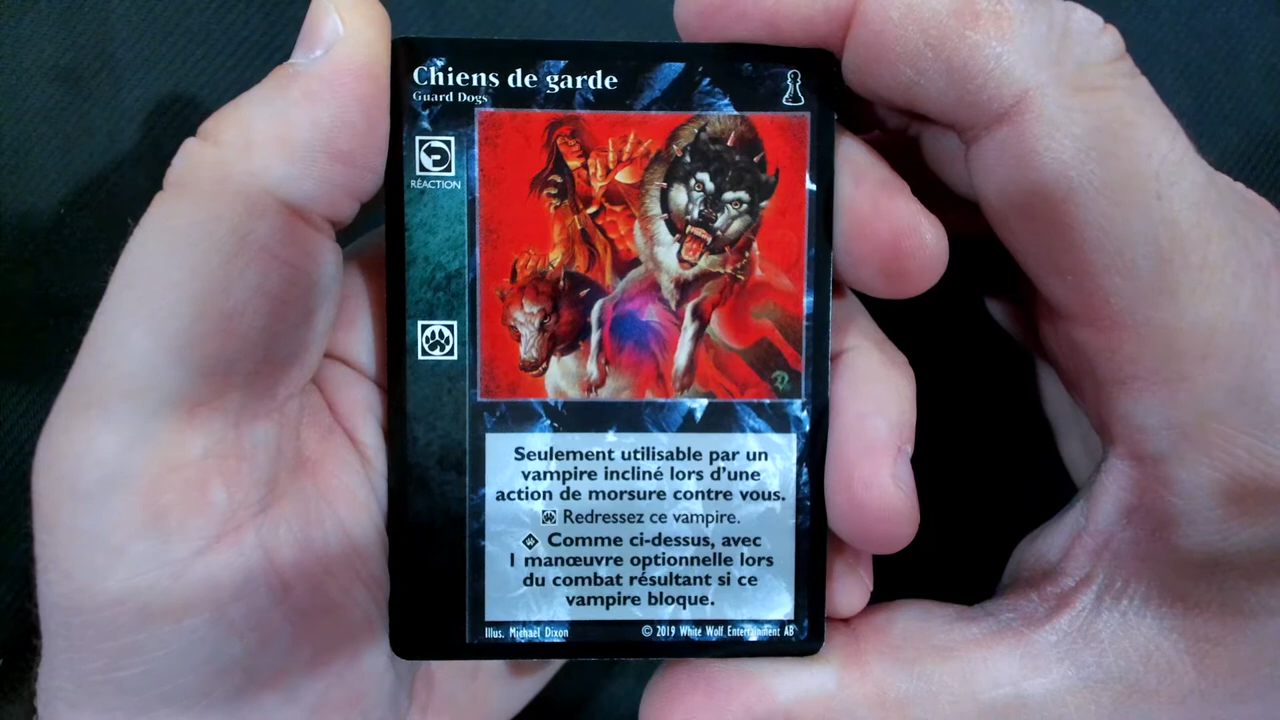 Chiens de garde
Guard Dogs
RÉACTION
Seulement utilisable par un
vampire incliné lors d'une
action de morsure contre vous.
Redressez ce vampire.
Comme ci-dessus, avec
1 manœuvre optionnelle lors
du combat résultant si ce
vampire bloque.
Illus. Michael Dixon
© 2019 White Wolf Entertainment AB